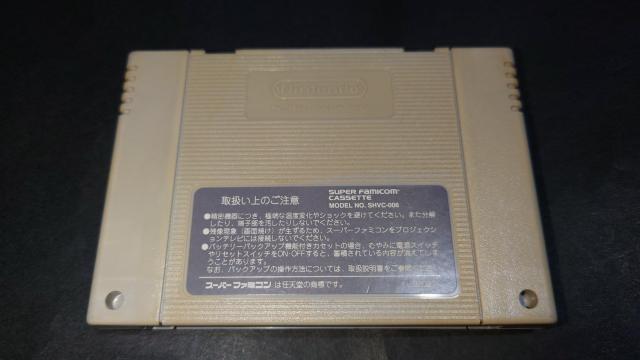 Nintendo
取扱い上のご注意
SUPER FAMICOM
CASSETTE
MODEL NO. SHVC-006
●精密機器につき、極端な温度変化やショックを避けてください。また分解
したり、端子部を汚したりしないでください。
●残像現象(画面焼け)が生ずるため、スーパーファミコンをプロジェク
ションテレビには接続しないでください。
●バッテリーバックアップ機能付きカセットの場合、むやみに電源スイッチ
やリセットスイッチをON-OFFすると、蓄積されている内容が消えてしま
うことがあります。
なお、バックアップの操作方法については、取扱説明書をご参照
スーパーファミコン は任天堂の商標です。